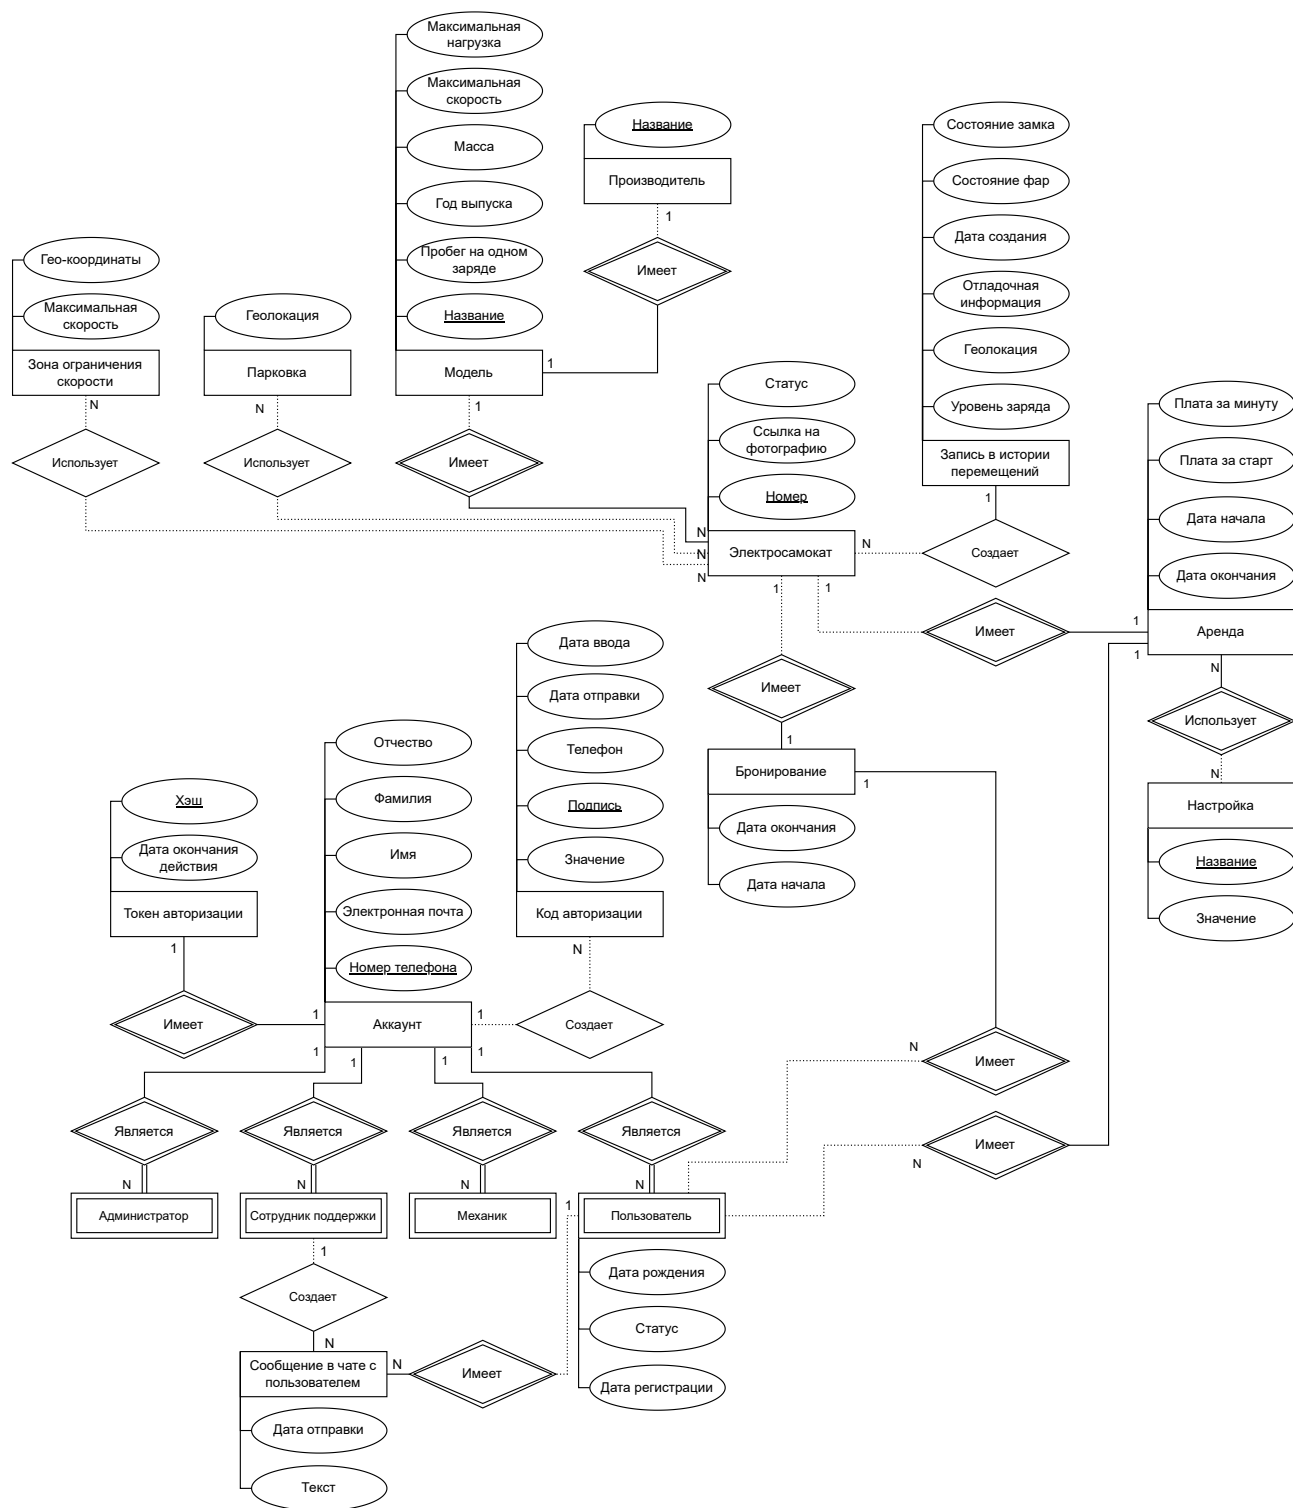 Максимальная
нагрузка
Максимальная
скорость
Масса
Год выпуска
Пробег на одном
заряде
Название
Модель
1
1
Название
Производитель
1
Имеет
Состояние замка
Состояние фар
Дата создания
Отладочная
информация
Геолокация
Уровень заряда
Запись в истории
перемещений
1
Создает
N
Гео-координаты
Максимальная
скорость
Зона ограничения
скорости
N
Использует
Геолокация
Парковка
N
Использует
Имеет
Статус
Ссылка на
фотографию
Номер
Электросамокат
N
N
N
1
1
Плата за минуту
Плата за старт
Дата начала
Дата окончания
Аренда
1
1
N
Имеет
Использует
N
Настройка
Название
Значение
Имеет
1
Бронирование
1
Дата окончания
Дата начала
Дата ввода
Дата отправки
Телефон
Подпись
Значение
Код авторизации
N
Создает
Отчество
Фамилия
Имя
Электронная почта
Номер телефона
Аккаунт
1
1
1
1
1
1
Хэш
Дата окончания
действия
Токен авторизации
1
Имеет
Является
Является
Является
Является
N
N
N
N
Администратор
Сотрудник поддержки
Механик
Пользователь
1
N
Имеет
N
Имеет
1
Создает
N
Сообщение в чате с
пользователем
N
Имеет
Дата отправки
Текст
Дата рождения
Статус
Дата регистрации